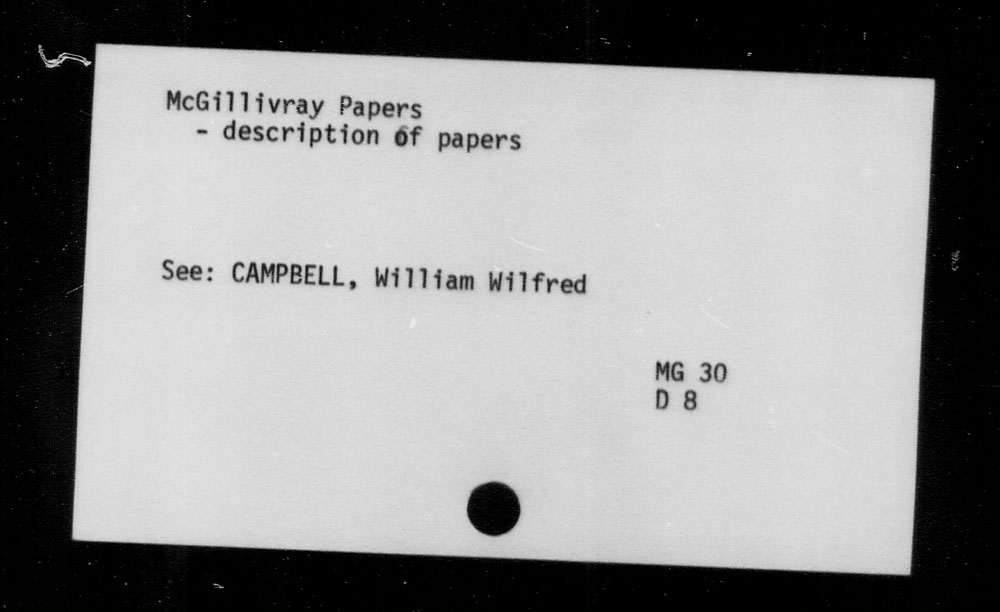 McGillivray Papers
- description of papers
See: CAMPBELL, William Wilfred
MG 30
D 8